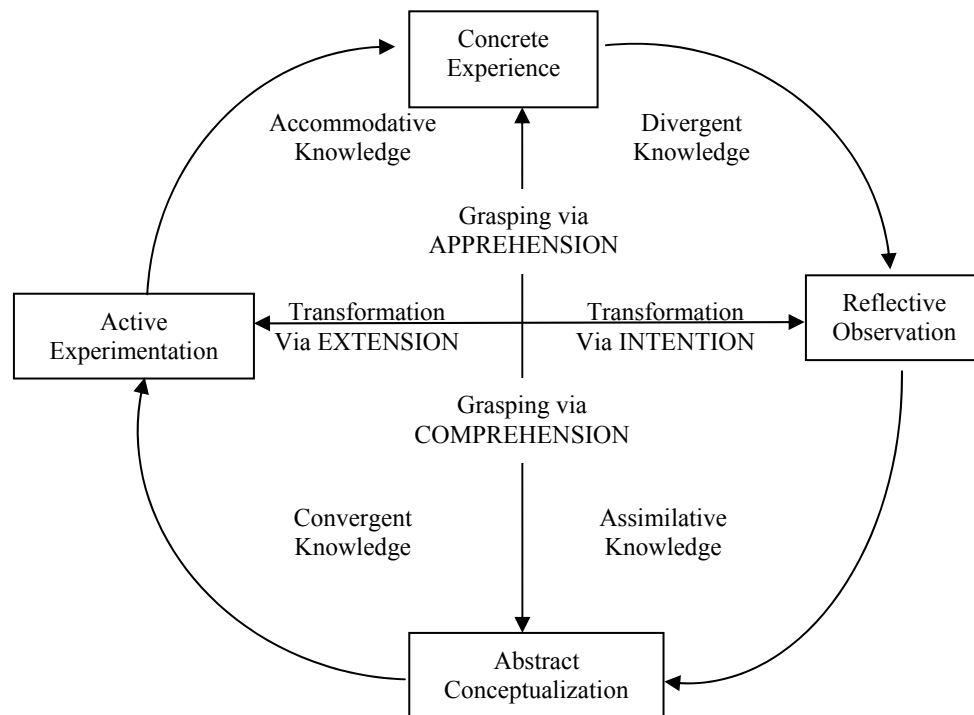 Concrete
Experience
Accommodative
Knowledge
Divergent
Knowledge
Grasping via
APPREHENSION
Active
Experimentation
Transformation
Via EXTENSION
Transformation
Via INTENTION
Reflective
Observation
Grasping via
COMPREHENSION
Convergent
Knowledge
Assimilative
Knowledge
Abstract
Conceptualization